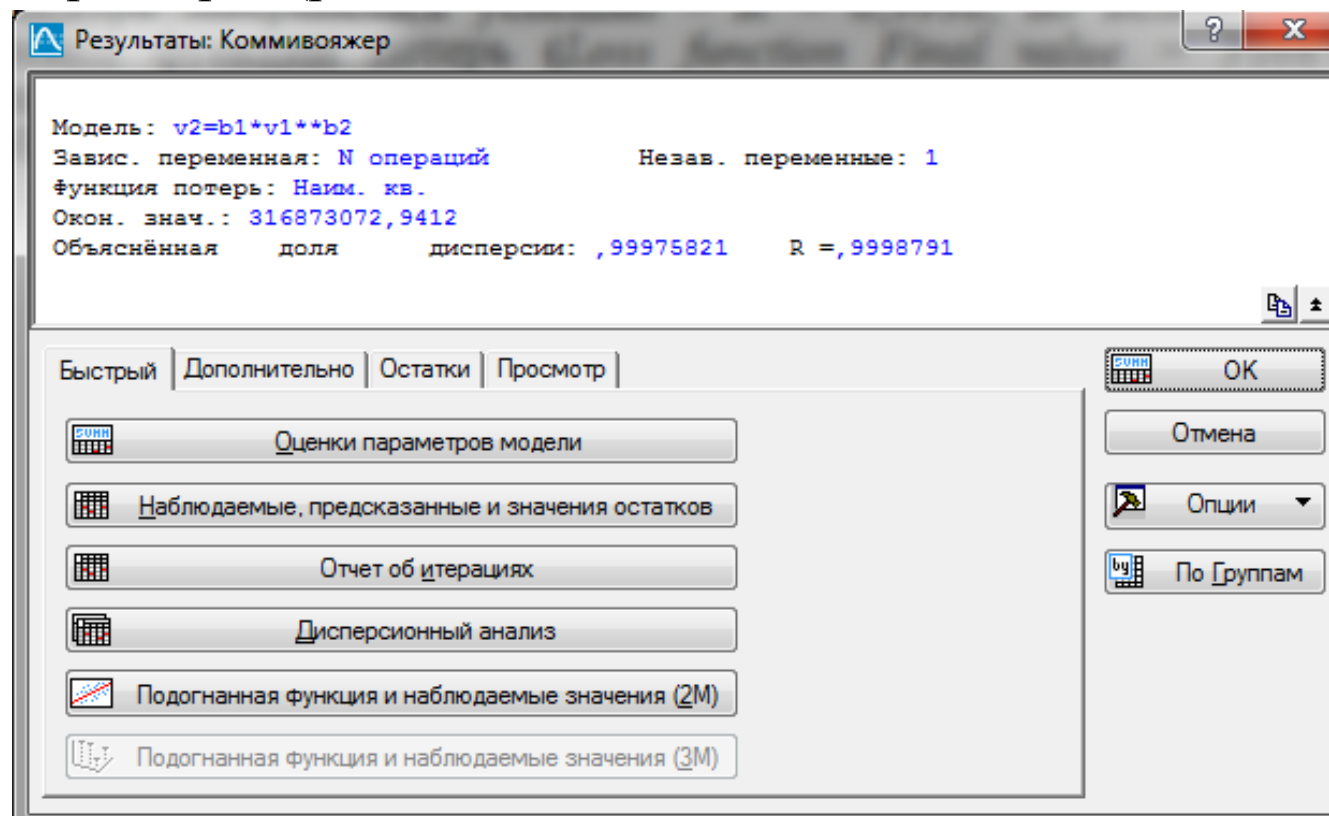 Результаты: Коммивояжер
Модель: v2=b1*v1**b2
Завис. переменная: N операций Незав. переменные: 1
Функция потерь: Наим. кв.
Окон. знач.: 316873072,9412
Объяснённая доля дисперсии: ,99975821 R =,9998791
Быстрый Дополнительно Остатки Просмотр
OK
Оценки параметров модели
Отмена
Наблюдаемые, предсказанные и значения остатков
Опции
Отчет об итерациях
По Группам
Дисперсионный анализ
Подогнанная функция и наблюдаемые значения (2М)
Подогнанная функция и наблюдаемые значения (3М)